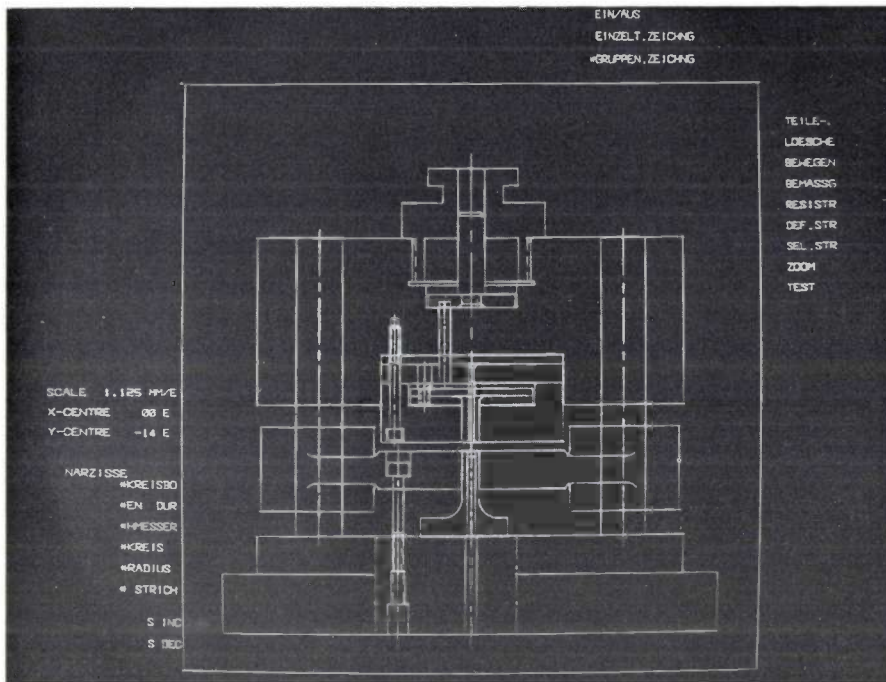 EIN/AUS
EINZELT.ZEICHNG
*GRUPPEN.ZEICHNG
TEILE-.
LOESCHE
BEWEGEN
BEMASSG
RESISTR
DEF.STR
SEL.STR
ZOOM
TEST
SCALE 1.125 MM/E
X-CENTRE 00 E
Y-CENTRE -14 E
NARZISSE
*KREISBO
*EN DUR
*HMESSER
*KREIS
*RADIUS
* STRICH
S INC
S DEC